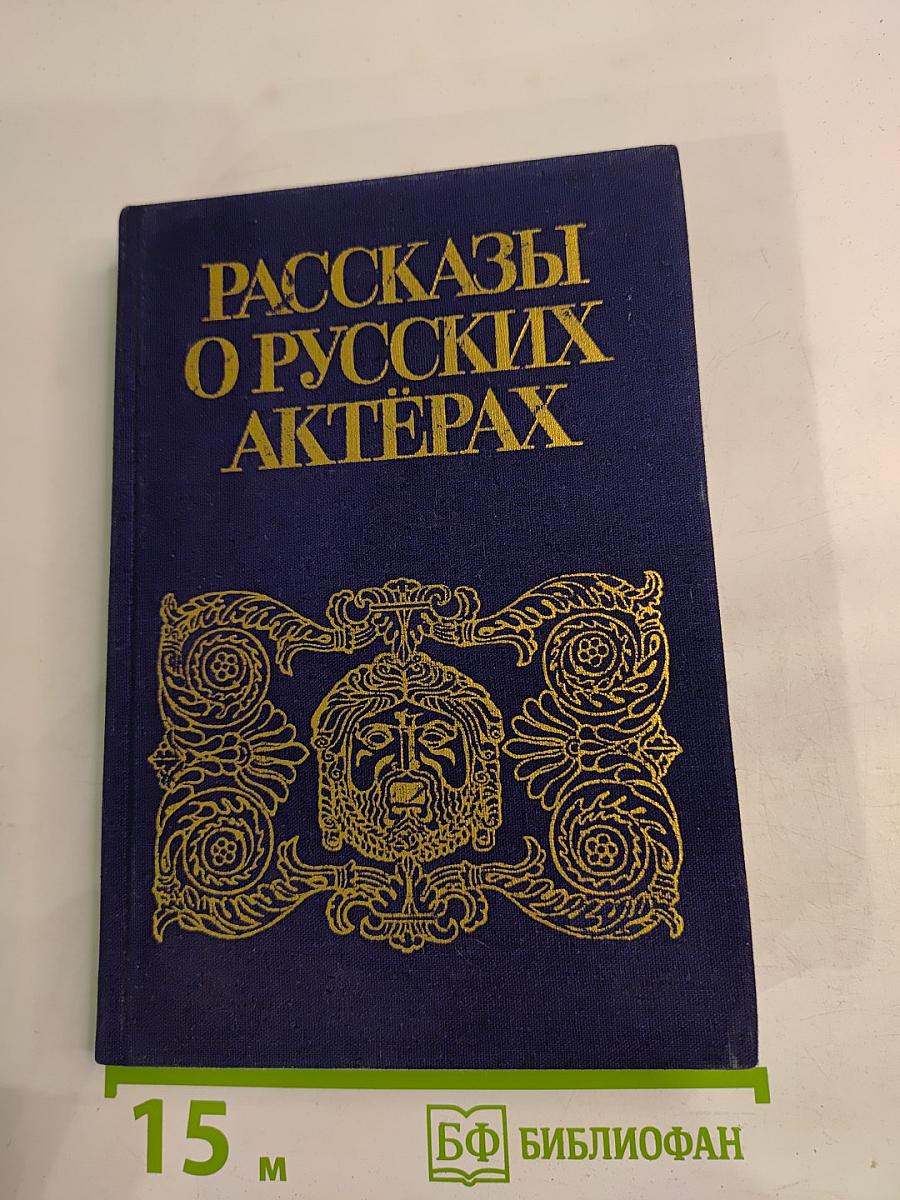 РАССКАЗЫ
О РУССКИХ
АКТЁРАХ
15 м
БФ БИБЛИОФАН